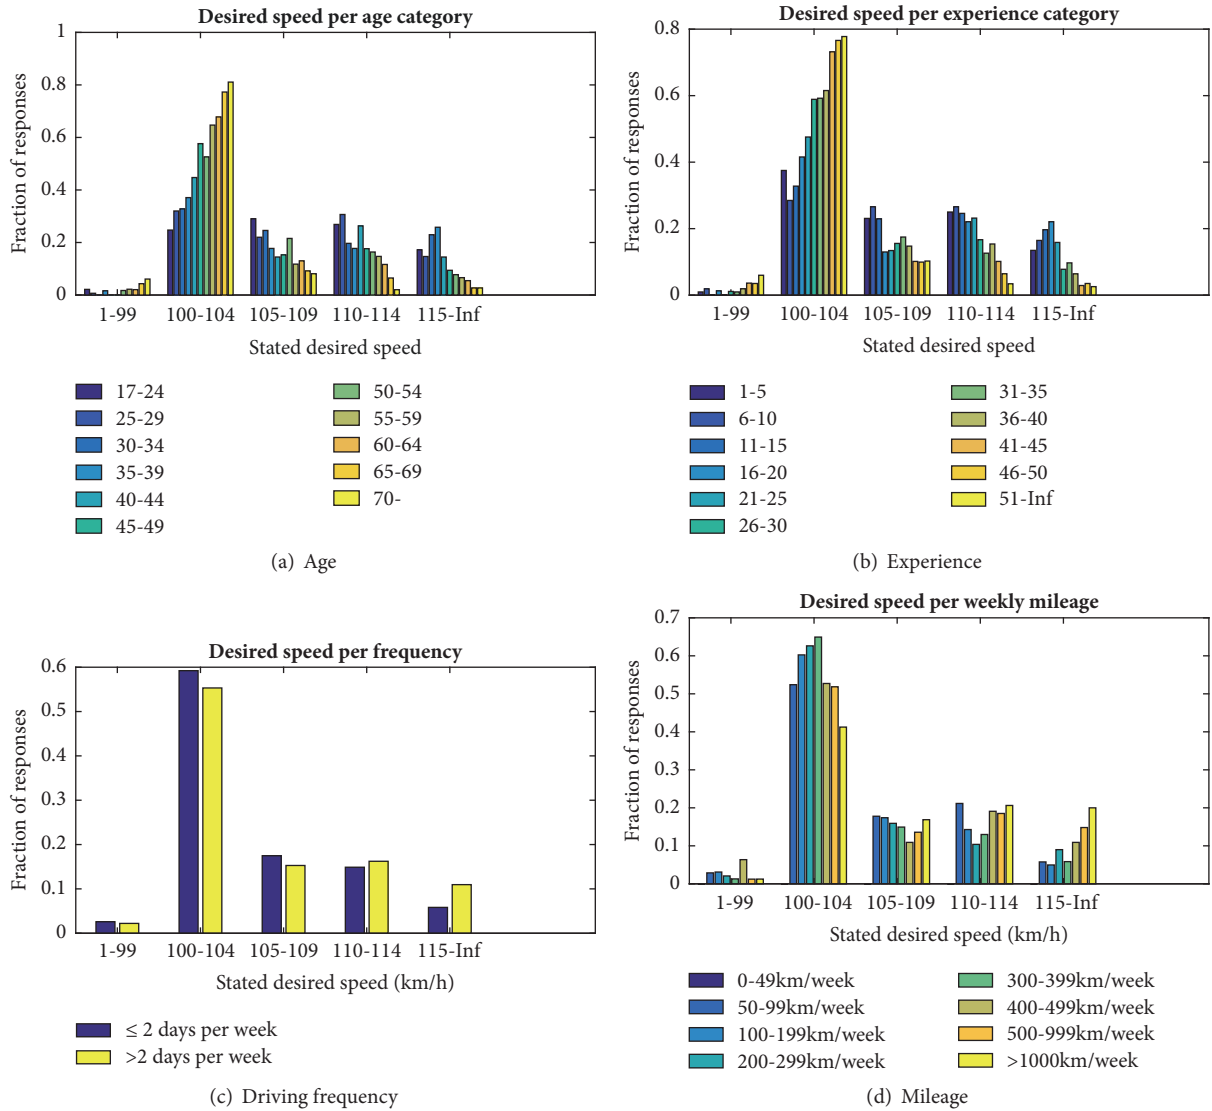 Desired speed per age category
1
0.8
0.6
0.4
0.2
0
Fraction of responses
1-99 100-104 105-109 110-114 115-Inf
Stated desired speed
17-24
25-29
30-34
35-39
40-44
45-49
50-54
55-59
60-64
65-69
70-
(a) Age
Desired speed per experience category
0.8
0.6
0.4
0.2
0
Fraction of responses
1-99 100-104 105-109 110-114 115-Inf
Stated desired speed
1-5
6-10
11-15
16-20
21-25
26-30
31-35
36-40
41-45
46-50
51-Inf
(b) Experience
Desired speed per frequency
0.6
0.5
0.4
0.3
0.2
0.1
0
Fraction of responses
1-99 100-104 105-109 110-114 115-Inf
Stated desired speed (km/h)
≤ 2 days per week
>2 days per week
(c) Driving frequency
Desired speed per weekly mileage
0.7
0.6
0.5
0.4
0.3
0.2
0.1
0
Fraction of responses
1-99 100-104 105-109 110-114 115-Inf
Stated desired speed (km/h)
0-49km/week
50-99km/week
100-199km/week
200-299km/week
300-399km/week
400-499km/week
500-999km/week
>1000km/week
(d) Mileage